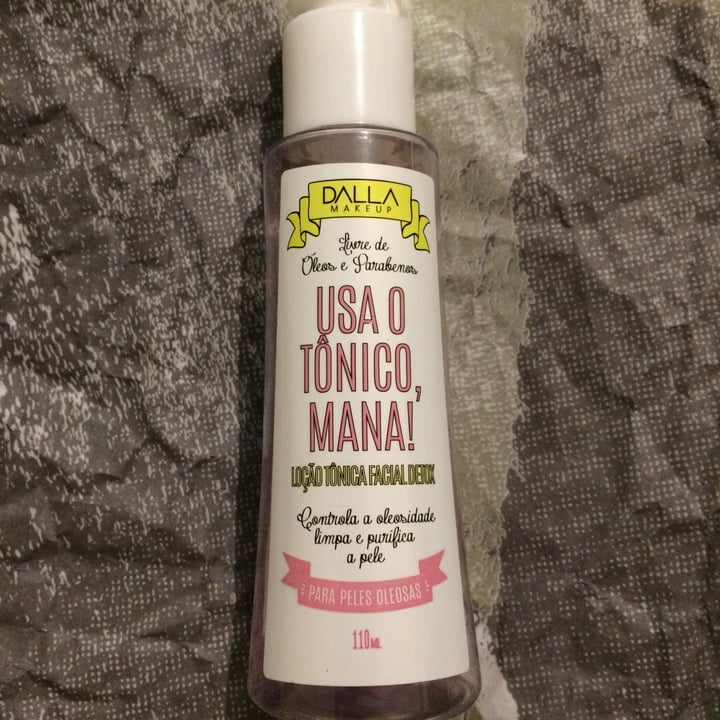 DALLA
MAKEUP
Livre de
Óleos e Parabenos
USA O
TÔNICO,
MANA!
LOÇÃO TÔNICA FACIAL DETOX
Controla a oleosidade
limpa e purifica
a pele
PARA PELES OLEOSAS
110ML